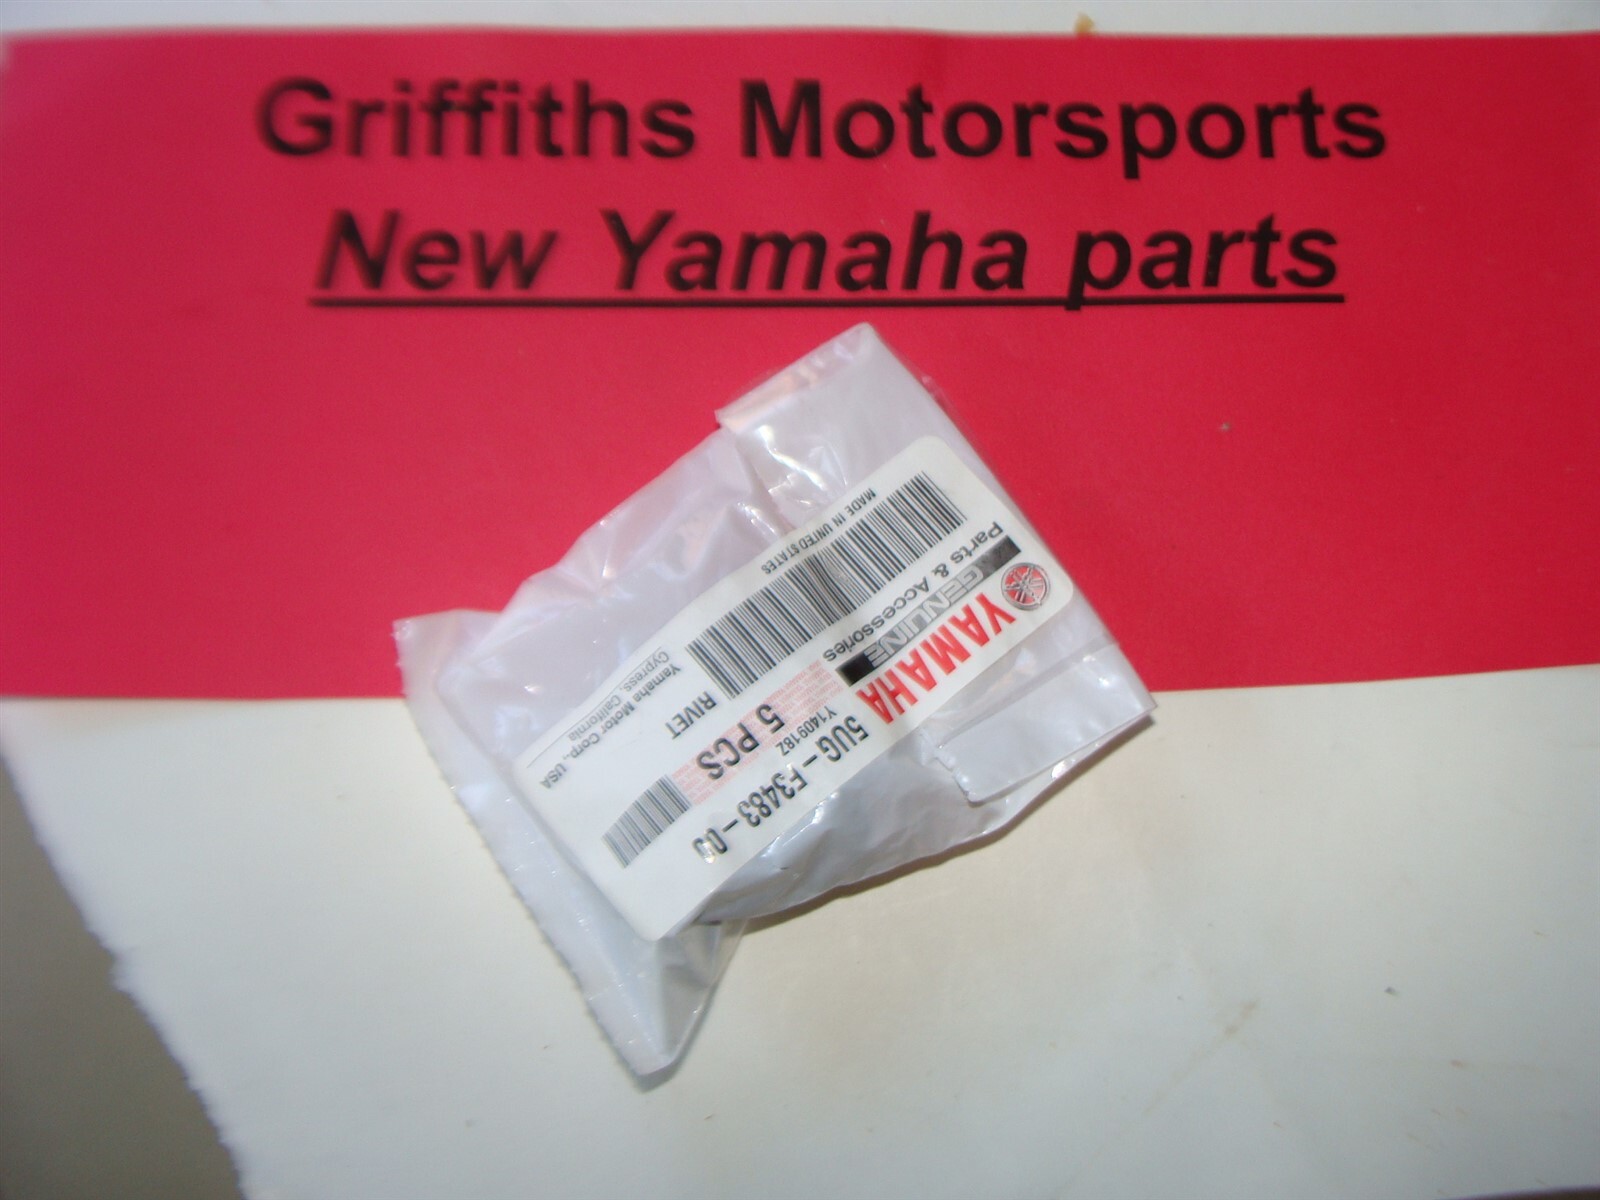 Griffiths Motorsports
New Yamaha parts
YAMAHA
GENUINE
Parts & Accessories
5UG-F3483-00
Y140918Z
5 PCS
RIVET
MADE IN UNITED STATES
Yamaha Motor Corp., USA
Cypress, California